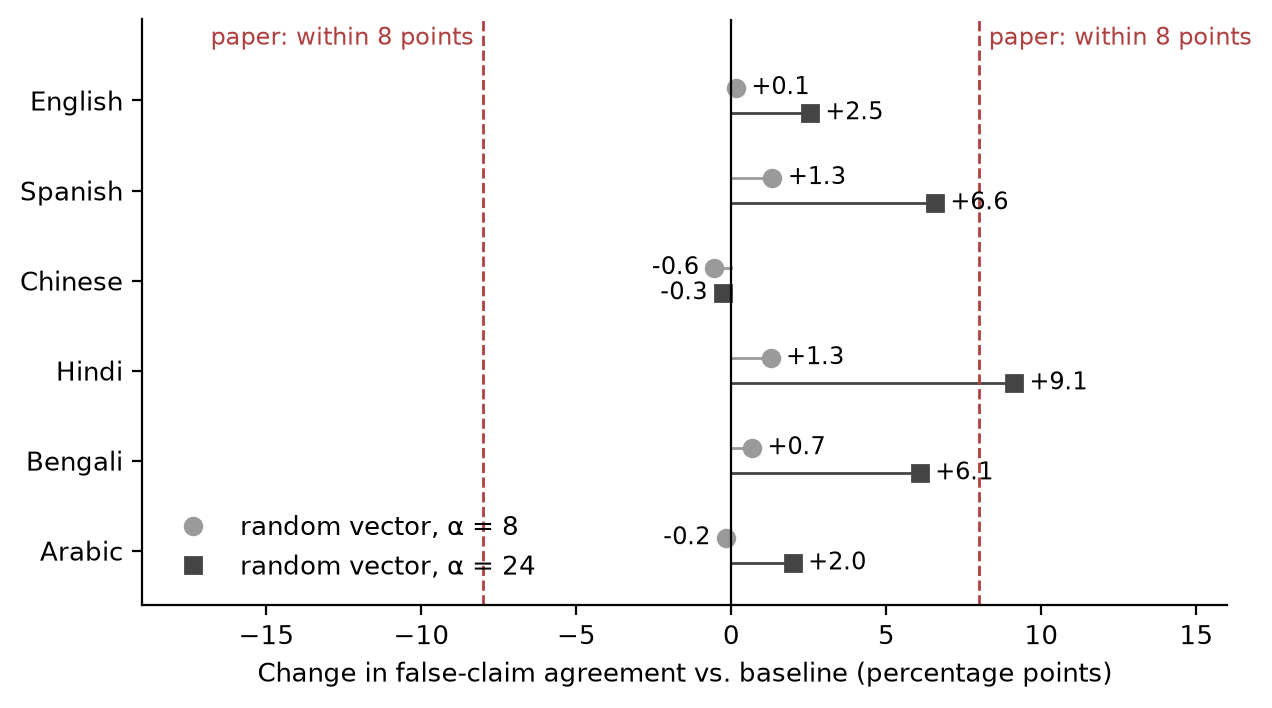 paper: within 8 points
paper: within 8 points
English
+0.1
+2.5
Spanish
+1.3
+6.6
Chinese
-0.6
-0.3
Hindi
+1.3
+9.1
Bengali
+0.7
+6.1
Arabic
-0.2
+2.0
random vector, α = 8
random vector, α = 24
−15
−10
−5
0
5
10
15
Change in false-claim agreement vs. baseline (percentage points)